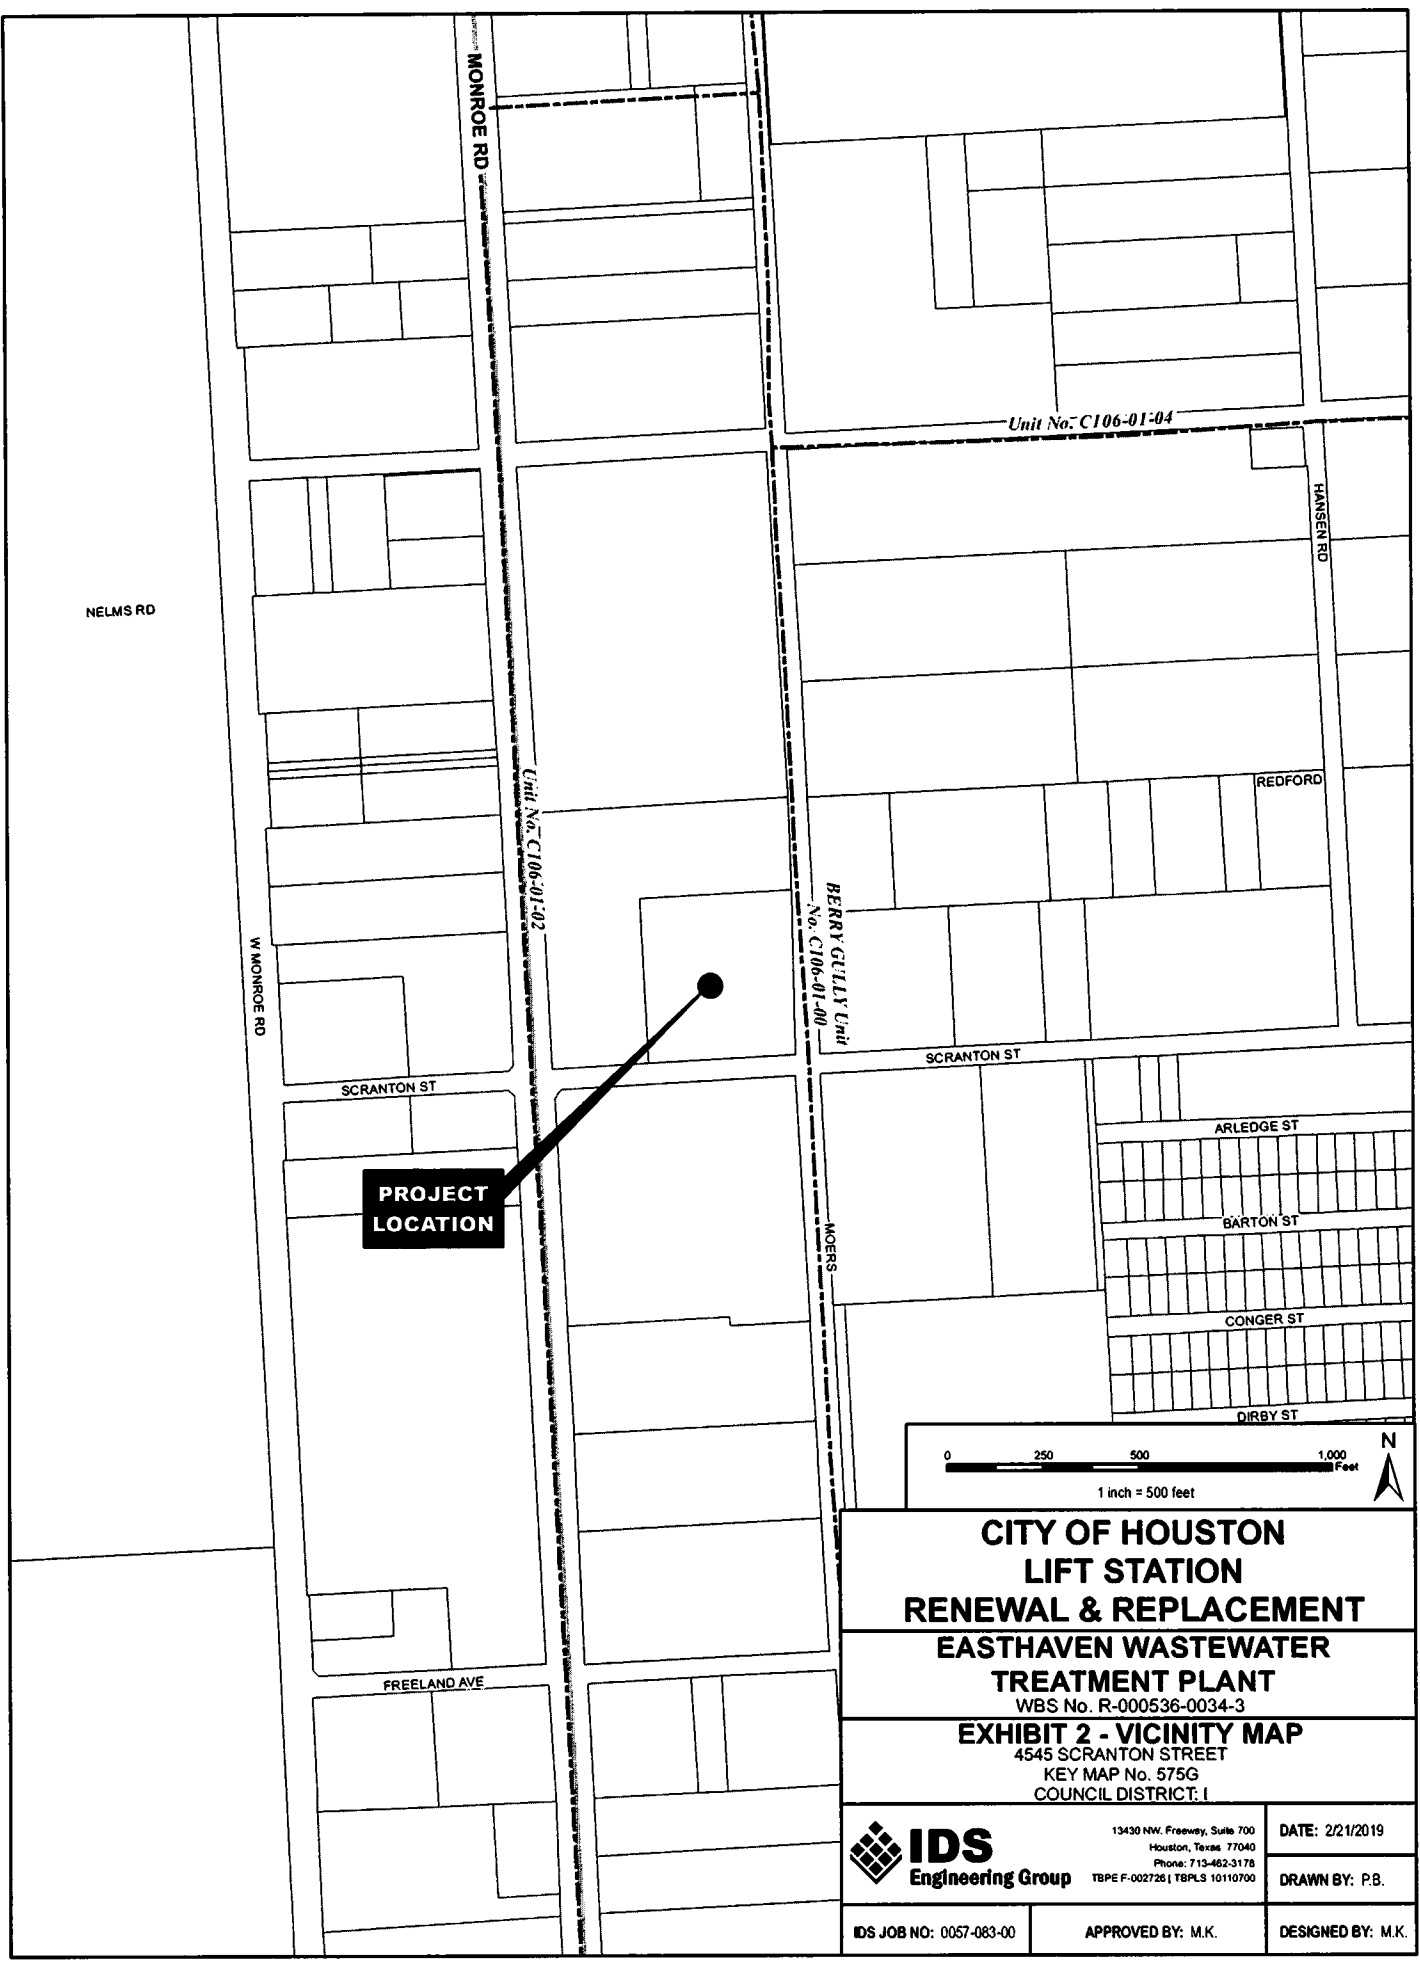 MONROE RD
Unit No. C106-01-04
HANSEN RD
NELMS RD
REDFORD
Unit No. C106-01-02
BERRY GULLY Unit
No. C106-01-00
W MONROE RD
SCRANTON ST
SCRANTON ST
ARLEDGE ST
PROJECT
LOCATION
BARTON ST
MOERS
CONGER ST
DIRBY ST
0 250 500 1,000
Feet
N
1 inch = 500 feet
FREELAND AVE
CITY OF HOUSTON
LIFT STATION
RENEWAL & REPLACEMENT
EASTHAVEN WASTEWATER
TREATMENT PLANT
WBS No. R-000536-0034-3
EXHIBIT 2 - VICINITY MAP
4545 SCRANTON STREET
KEY MAP No. 575G
COUNCIL DISTRICT: I
IDS
Engineering Group
13430 NW. Freeway, Suite 700
Houston, Texas 77040
Phone: 713-462-3178
TBPE F-002726 | TBPLS 10110700
DATE: 2/21/2019
DRAWN BY: P.B.
IDS JOB NO: 0057-083-00
APPROVED BY: M.K.
DESIGNED BY: M.K.